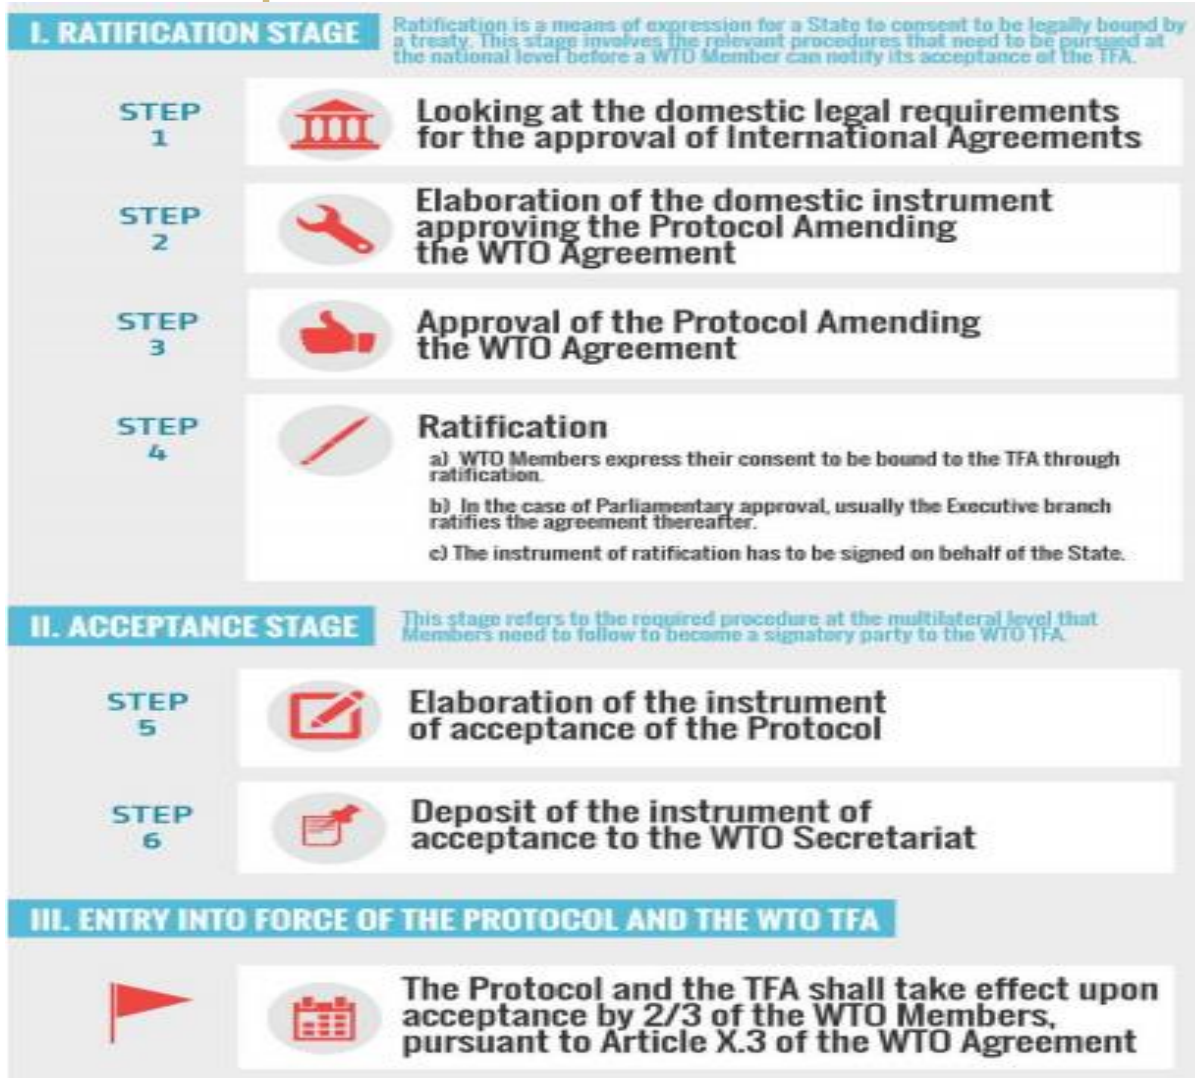 I. RATIFICATION STAGE
Ratification is a means of expression for a State to consent to be legally bound by
a treaty. This stage involves the relevant procedures that need to be pursued at
the national level before a WTO Member can notify its acceptance of the TFA.
STEP
1
Looking at the domestic legal requirements
for the approval of International Agreements
STEP
2
Elaboration of the domestic instrument
approving the Protocol Amending
the WTO Agreement
STEP
3
Approval of the Protocol Amending
the WTO Agreement
STEP
4
Ratification
a) WTO Members express their consent to be bound to the TFA through
ratification.
b) In the case of Parliamentary approval, usually the Executive branch
ratifies the agreement thereafter.
c) The instrument of ratification has to be signed on behalf of the State.
II. ACCEPTANCE STAGE
This stage refers to the required procedure at the multilateral level that
Members need to follow to become a signatory party to the WTO TFA.
STEP
5
Elaboration of the instrument
of acceptance of the Protocol
STEP
6
Deposit of the instrument of
acceptance to the WTO Secretariat
III. ENTRY INTO FORCE OF THE PROTOCOL AND THE WTO TFA
The Protocol and the TFA shall take effect upon
acceptance by 2/3 of the WTO Members,
pursuant to Article X.3 of the WTO Agreement